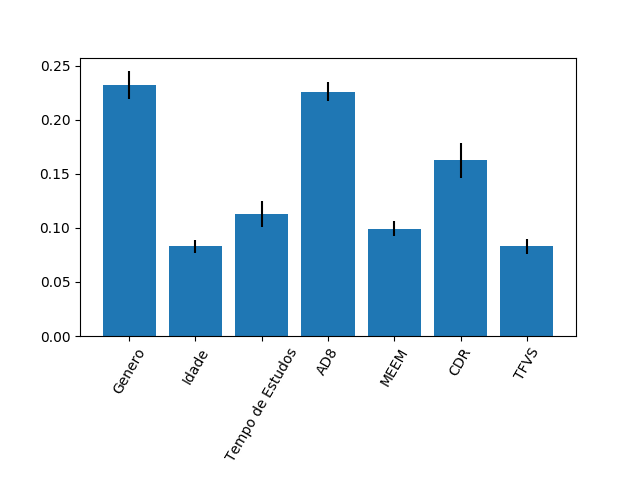 0.25
0.20
0.15
0.10
0.05
0.00
Genero
Idade
Tempo de Estudos
AD8
MEEM
CDR
TFVS